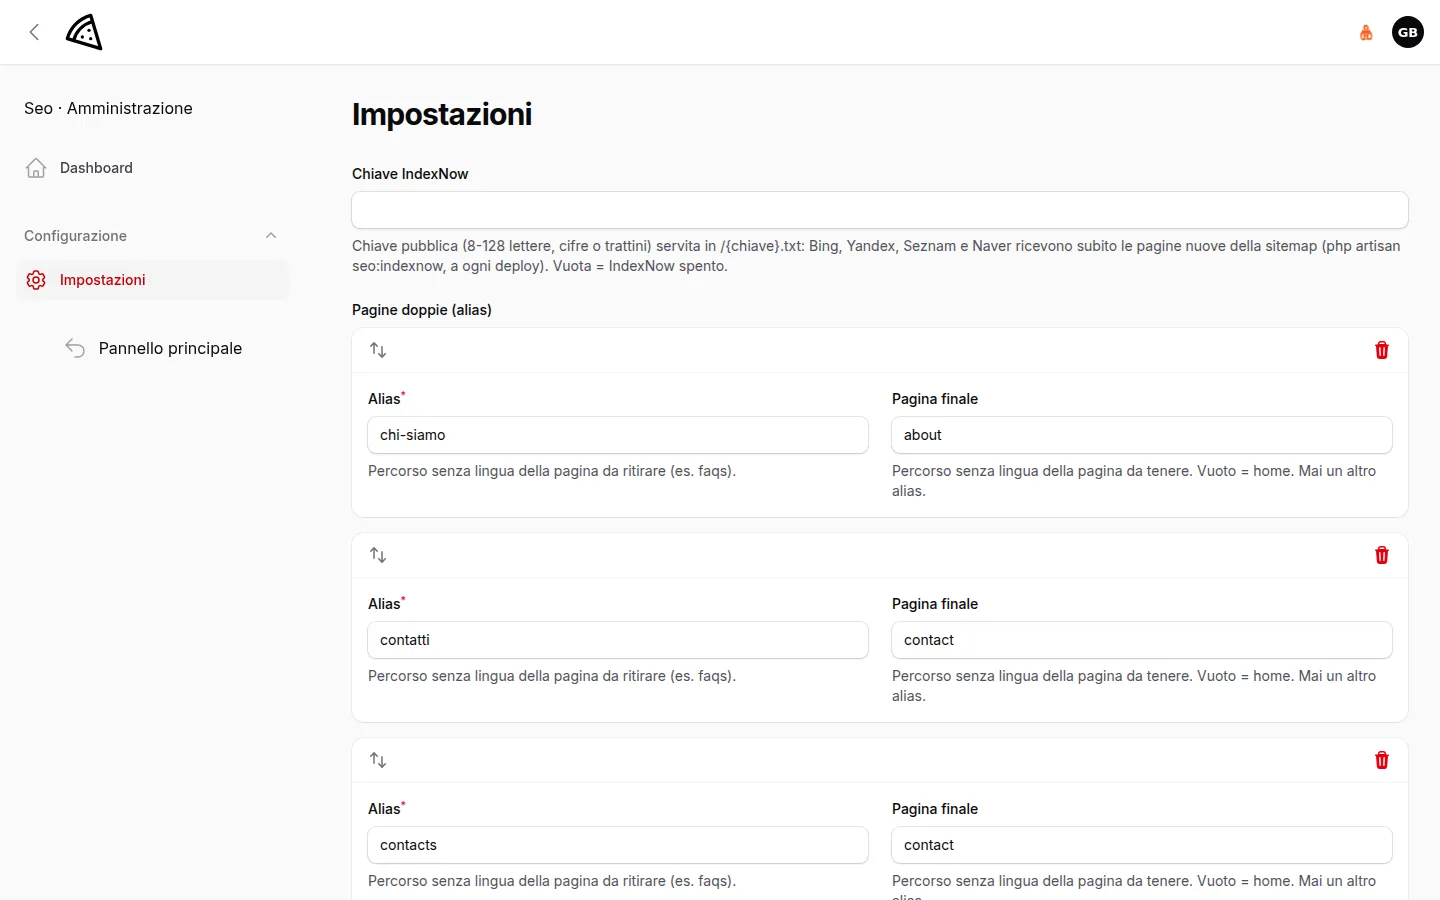 GB
Seo · Amministrazione
Dashboard
Configurazione
Impostazioni
Pannello principale
Impostazioni
Chiave IndexNow
Chiave pubblica (8-128 lettere, cifre o trattini) servita in /{chiave}.txt: Bing, Yandex, Seznam e Naver ricevono subito le pagine nuove della sitemap (php artisan
seo:indexnow, a ogni deploy). Vuota = IndexNow spento.
Pagine doppie (alias)
Alias*
Pagina finale
chi-siamo
about
Percorso senza lingua della pagina da ritirare (es. faqs).
Percorso senza lingua della pagina da tenere. Vuoto = home. Mai un altro
alias.
Alias*
Pagina finale
contatti
contact
Percorso senza lingua della pagina da ritirare (es. faqs).
Percorso senza lingua della pagina da tenere. Vuoto = home. Mai un altro
alias.
Alias*
Pagina finale
contacts
contact
Percorso senza lingua della pagina da ritirare (es. faqs).
Percorso senza lingua della pagina da tenere. Vuoto = home. Mai un altro